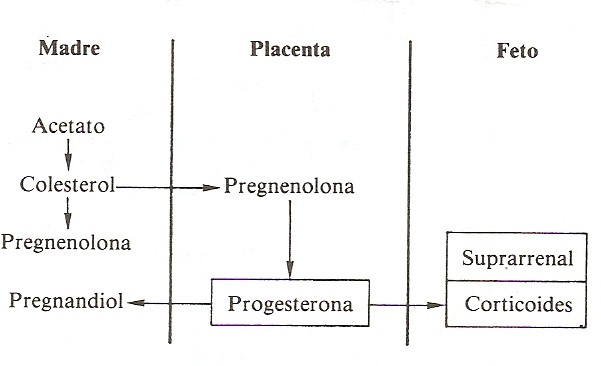 Madre Placenta Feto
Acetato
Colesterol Pregnenolona
Pregnenolona
Suprarrenal
Pregnandiol Progesterona Corticoides